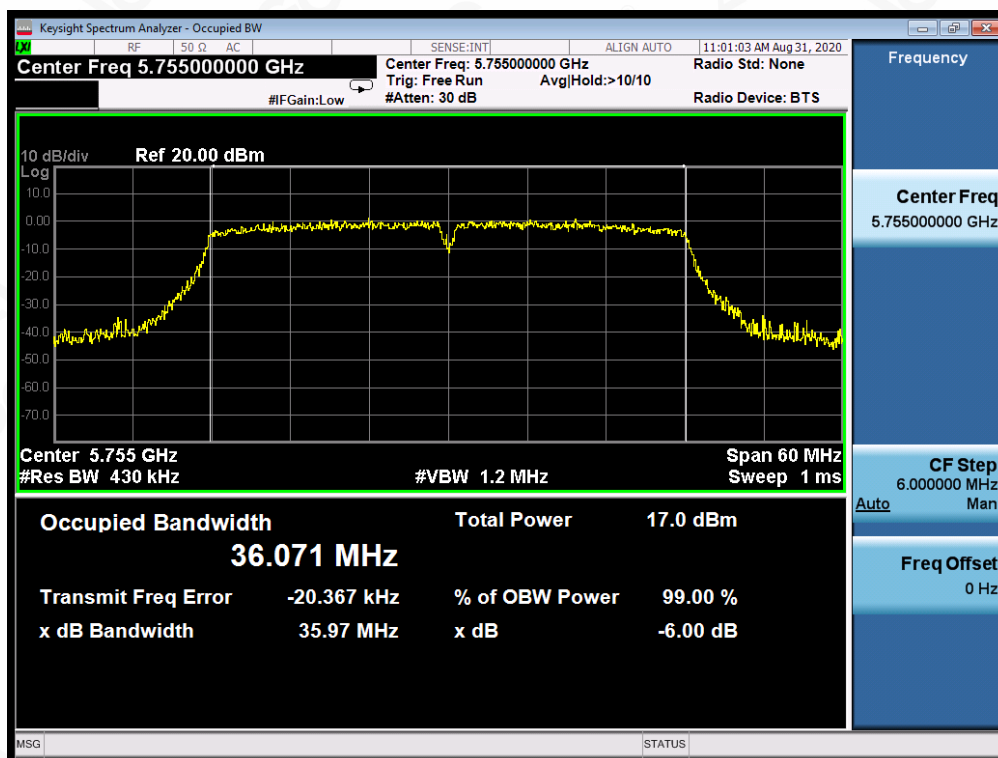 Keysight Spectrum Analyzer - Occupied BW
LXI RF 50 Ω AC SENSE:INT ALIGN AUTO 11:01:03 AM Aug 31, 2020
Center Freq 5.755000000 GHz
Center Freq: 5.755000000 GHz
Radio Std: None
Trig: Free Run Avg|Hold:>10/10
#IFGain:Low #Atten: 30 dB Radio Device: BTS
10 dB/div Ref 20.00 dBm
Log
10.0
0.00
-10.0
-20.0
-30.0
-40.0
-50.0
-60.0
-70.0
Center 5.755 GHz Span 60 MHz
#Res BW 430 kHz #VBW 1.2 MHz Sweep 1 ms
Occupied Bandwidth Total Power 17.0 dBm
36.071 MHz
Transmit Freq Error -20.367 kHz % of OBW Power 99.00 %
x dB Bandwidth 35.97 MHz x dB -6.00 dB
MSG STATUS
Frequency
Center Freq
5.755000000 GHz
CF Step
6.000000 MHz
Auto Man
Freq Offset
0 Hz